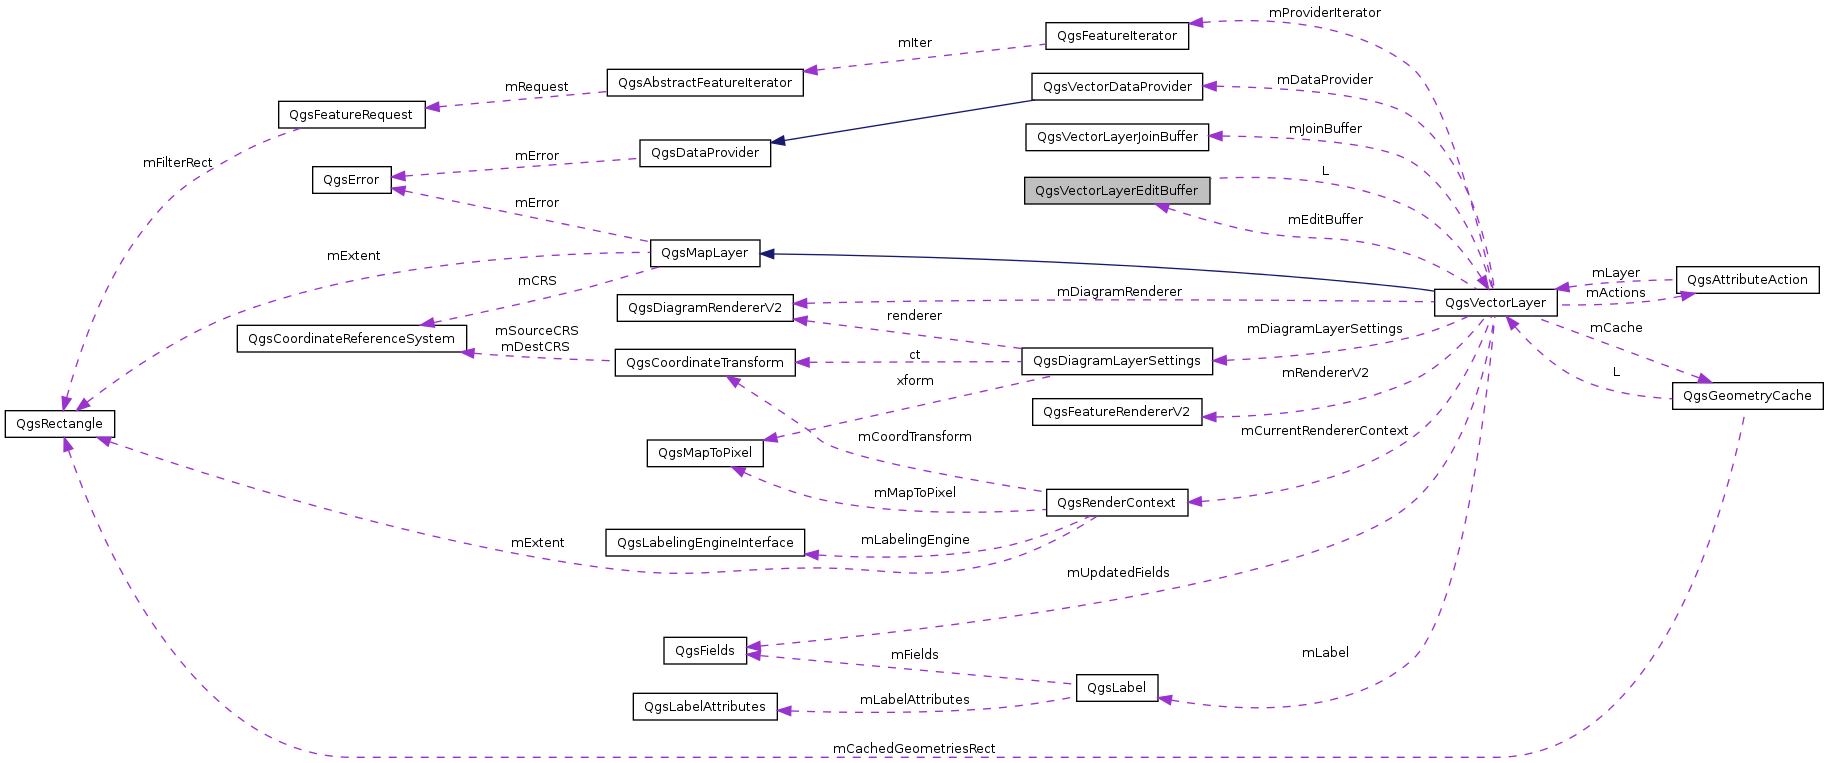 mProviderIterator
QgsFeatureIterator
mIter
QgsAbstractFeatureIterator
mRequest
QgsVectorDataProvider
mDataProvider
QgsFeatureRequest
QgsVectorLayerJoinBuffer
mJoinBuffer
QgsDataProvider
mError
mFilterRect
QgsError
QgsVectorLayerEditBuffer
L
mError
mEditBuffer
QgsMapLayer
mExtent
mCRS
mLayer
QgsAttributeAction
mActions
QgsVectorLayer
mDiagramRenderer
QgsDiagramRendererV2
renderer
mDiagramLayerSettings
mCache
QgsCoordinateReferenceSystem
mSourceCRS
mDestCRS
QgsCoordinateTransform
ct
QgsDiagramLayerSettings
xform
mRendererV2
L
QgsGeometryCache
QgsFeatureRendererV2
QgsRectangle
mCoordTransform
mCurrentRendererContext
QgsMapToPixel
mMapToPixel
QgsRenderContext
QgsLabelingEngineInterface
mLabelingEngine
mExtent
mUpdatedFields
QgsFields
mFields
mLabel
QgsLabel
QgsLabelAttributes
mLabelAttributes
mCachedGeometriesRect